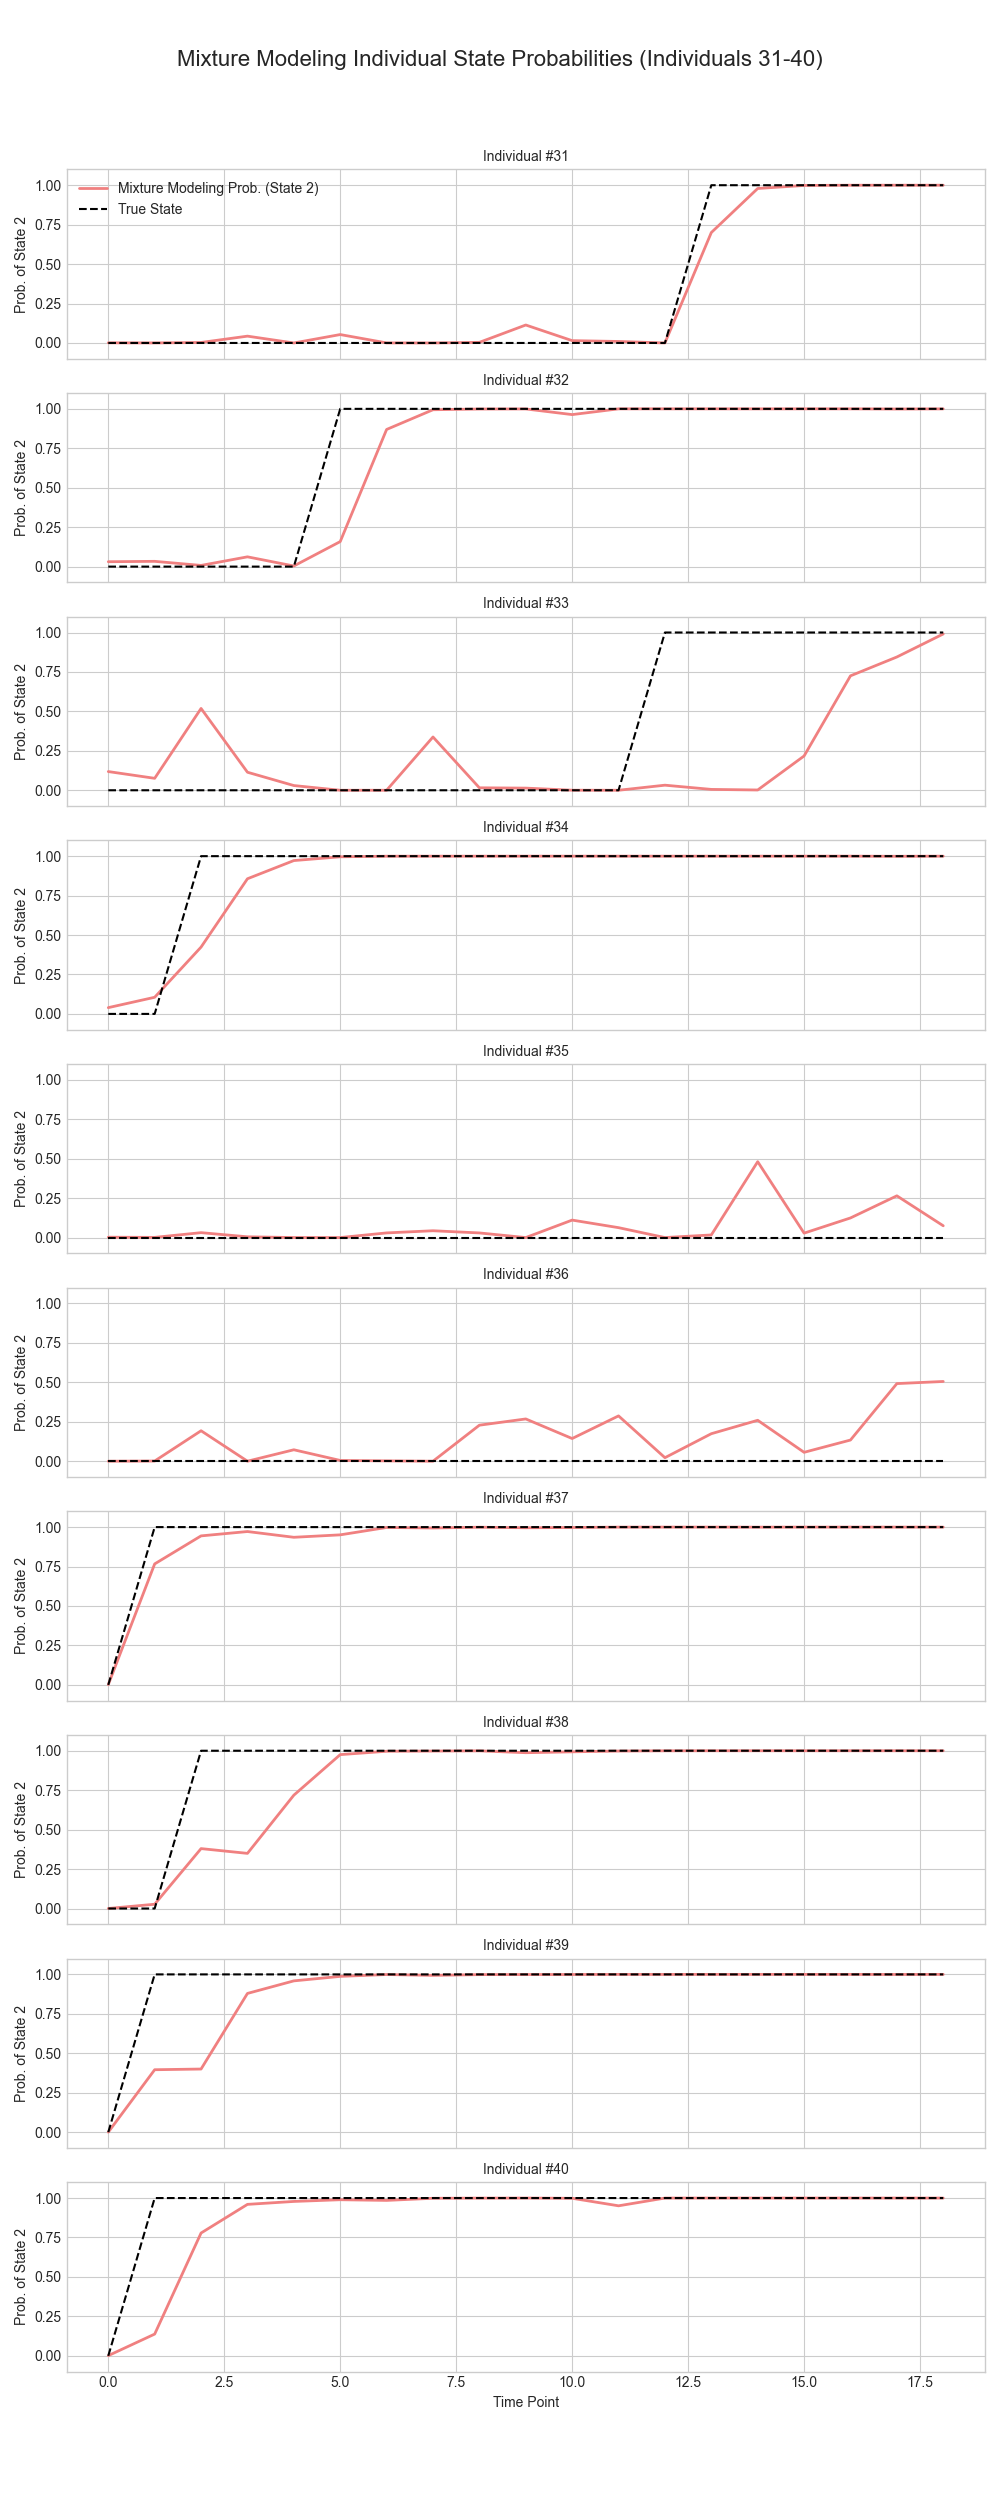 Mixture Modeling Individual State Probabilities (Individuals 31-40)
Individual #31
Mixture Modeling Prob. (State 2)
True State
1.00
0.75
0.50
0.25
0.00
Prob. of State 2
Individual #32
1.00
0.75
0.50
0.25
0.00
Prob. of State 2
Individual #33
1.00
0.75
0.50
0.25
0.00
Prob. of State 2
Individual #34
1.00
0.75
0.50
0.25
0.00
Prob. of State 2
Individual #35
1.00
0.75
0.50
0.25
0.00
Prob. of State 2
Individual #36
1.00
0.75
0.50
0.25
0.00
Prob. of State 2
Individual #37
1.00
0.75
0.50
0.25
0.00
Prob. of State 2
Individual #38
1.00
0.75
0.50
0.25
0.00
Prob. of State 2
Individual #39
1.00
0.75
0.50
0.25
0.00
Prob. of State 2
Individual #40
1.00
0.75
0.50
0.25
0.00
Prob. of State 2
0.0 2.5 5.0 7.5 10.0 12.5 15.0 17.5
Time Point